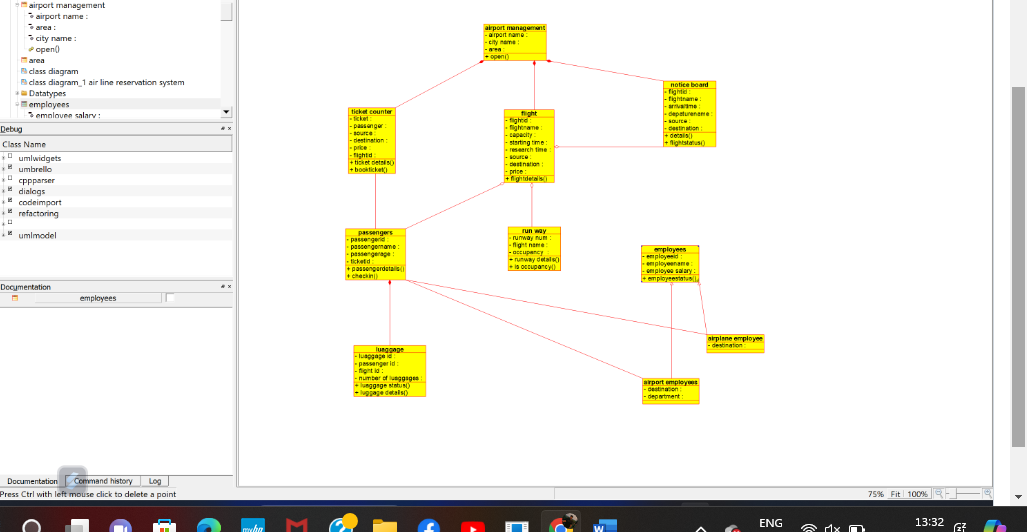 airport management
airport name :
area :
city name :
open()
area
class diagram
class diagram_1 air line reservation system
Datatypes
employees
employee salary :
Debug
Class Name
umlwidgets
umbrello
cppparser
dialogs
codeimport
refactoring
umlmodel
Documentation
employees
Documentation
Command history
Log
Press Ctrl with left mouse click to delete a point
airport management
- airport name :
- city name :
- area :
+ open()
ticket counter
- ticket :
- passenger :
- source :
- destination :
- price :
- flightid :
+ ticket details()
+ bookticket()
flight
- flightid :
- flightname :
- capacity :
- starting time :
- research time :
- source :
- destination :
- price :
+ flightdetails()
notice board
- flightid :
- flightname :
- arrivaltime :
- depaturename :
- source :
- destination :
+ details()
+ flightstatus()
passengers
- passengerid :
- passengername :
- passengerage :
- ticketid :
+ passengerdetails()
+ checkin()
run way
- runway num :
- flight name :
- occupency :
+ runway details()
+ is occupancy()
employees
- employeeid :
- employeename :
- employee salary :
+ employeestatus()
airplane employee
- destination :
luaggage
- luaggage id :
- passenger id :
- flight id :
- number of luaggages :
+ luaggage status()
+ luggage details()
airport employees
- destination :
- department :
75% Fit 100%
ENG
13:32